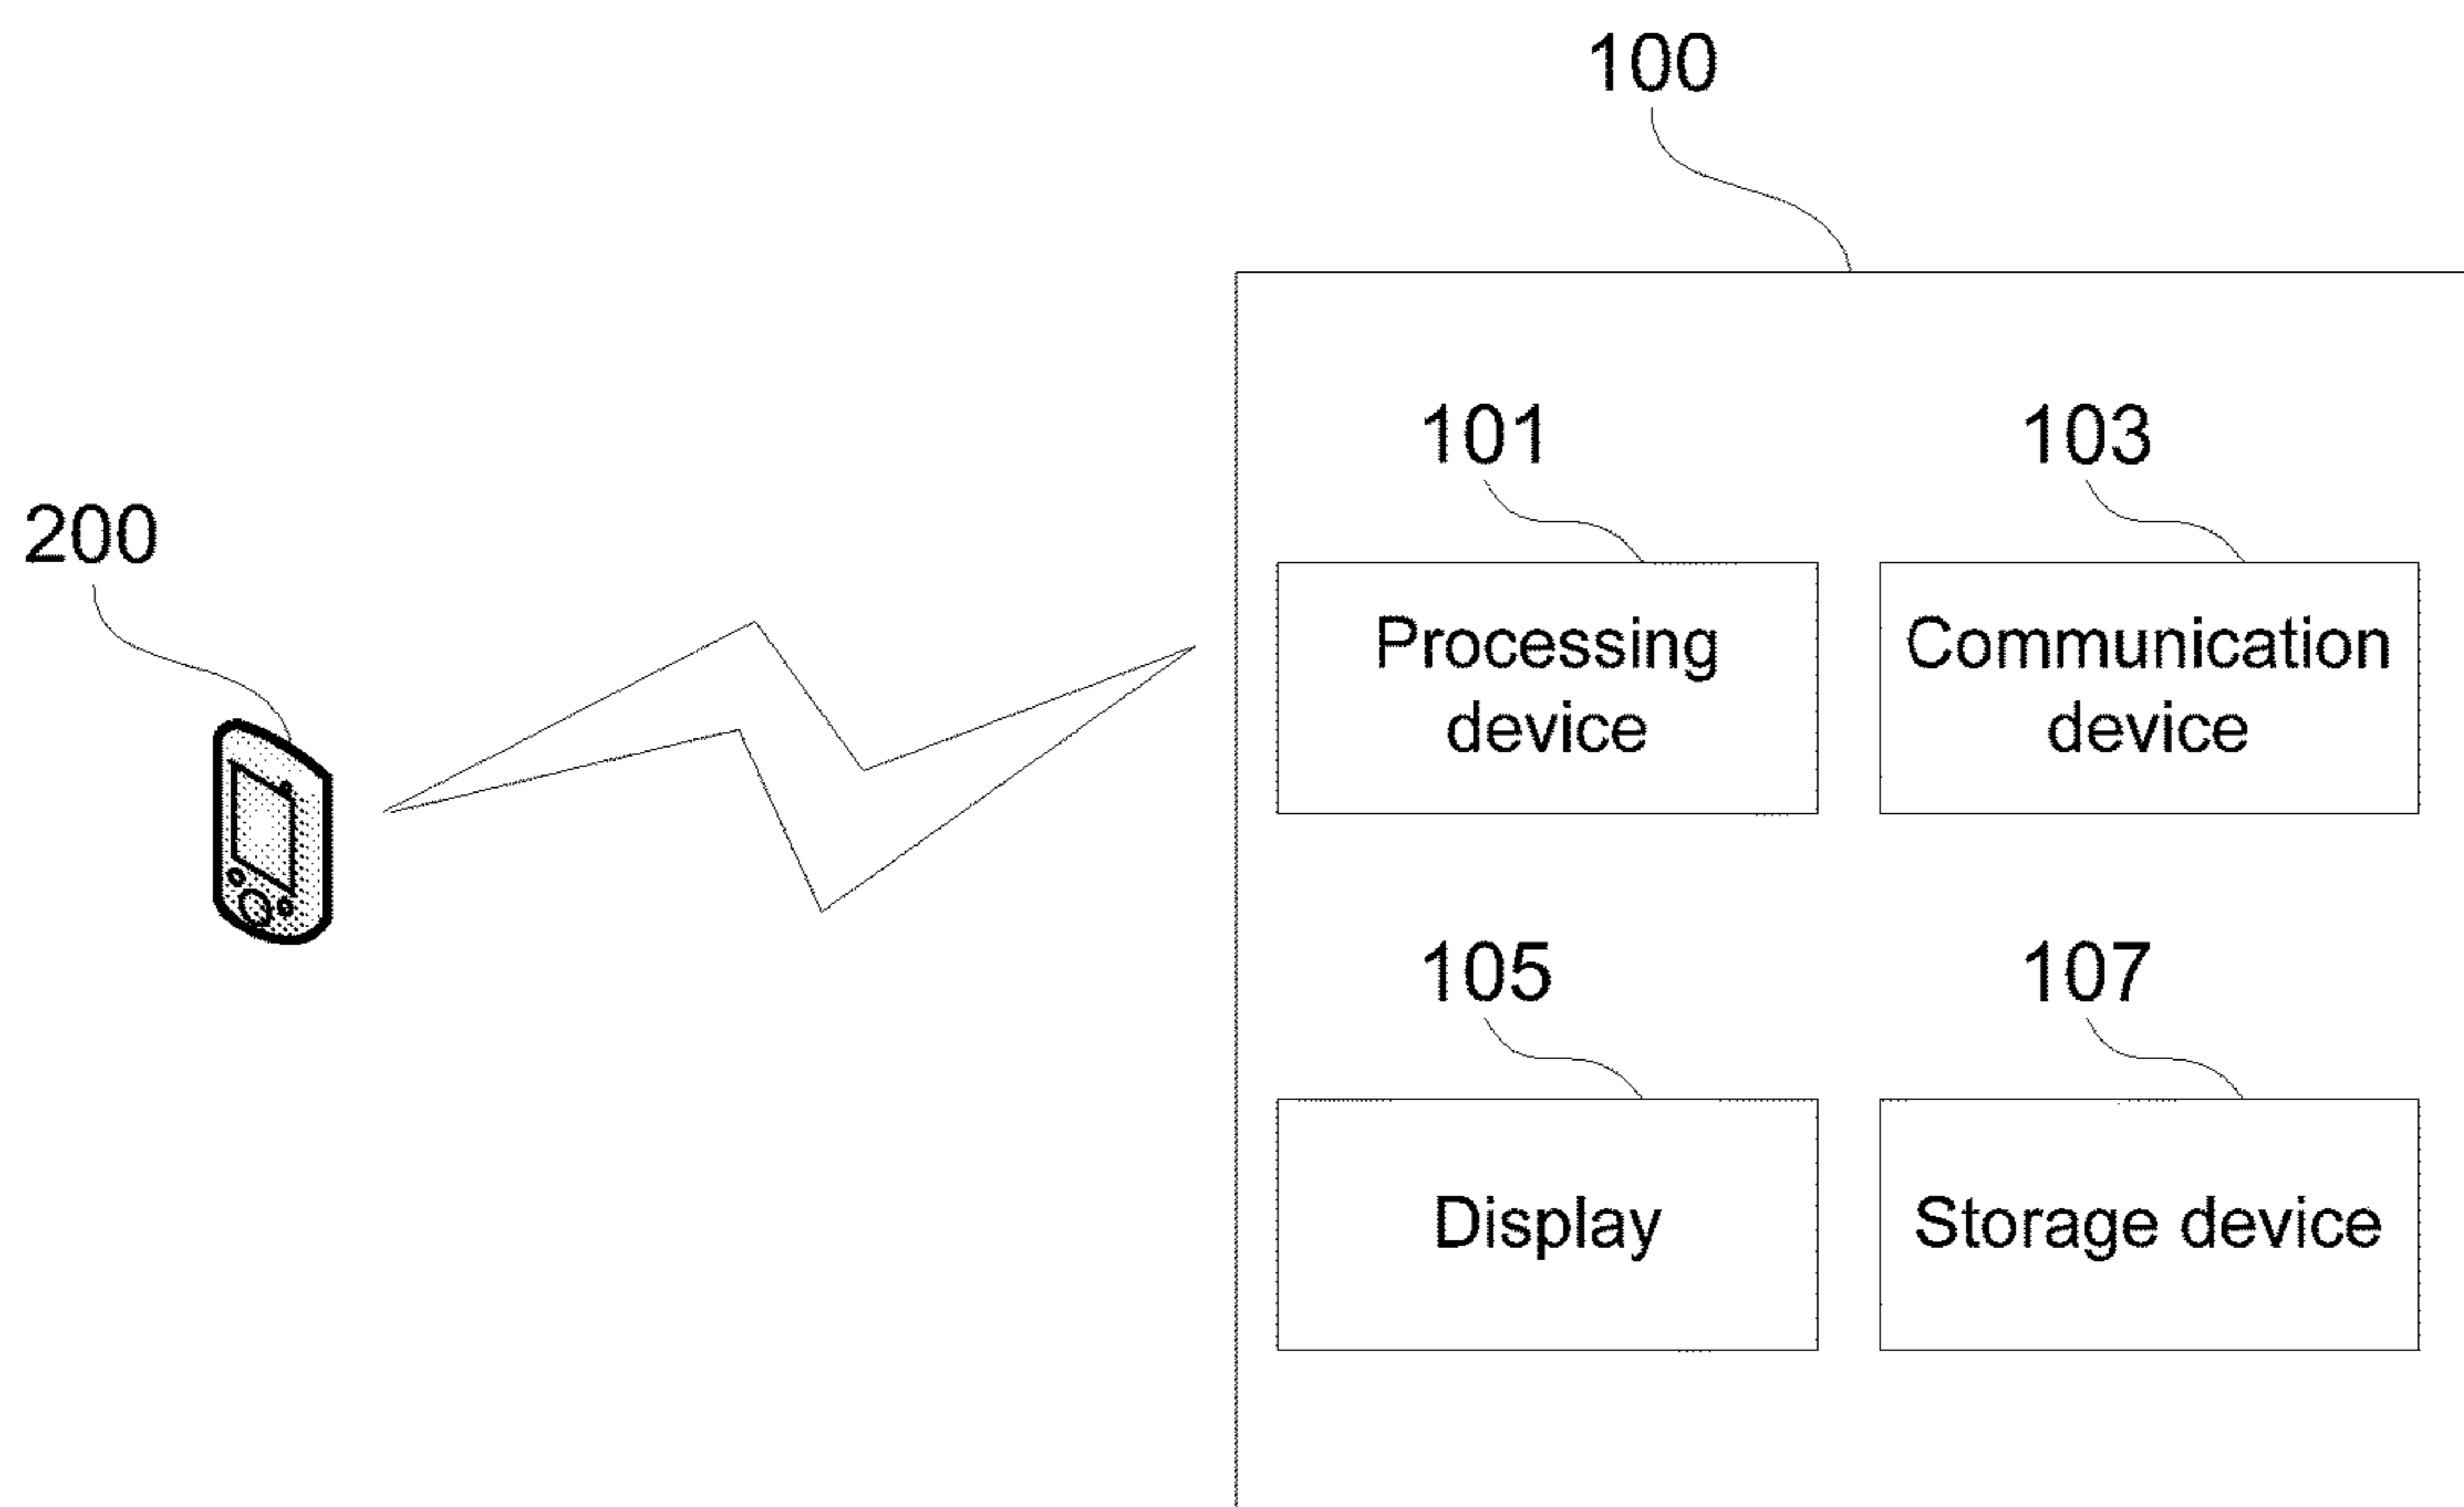 100
101
103
200
Processing
device
Communication
device
105
107
Display
Storage device